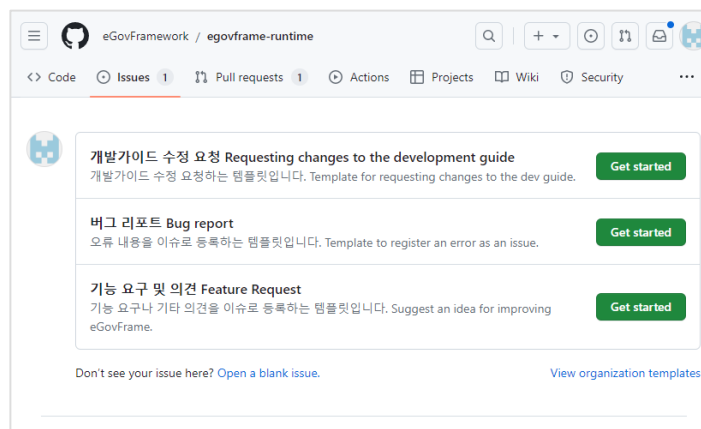 eGovFramework / egovframe-runtime
<> Code Issues 1 Pull requests 1 Actions Projects Wiki Security ...
개발가이드 수정 요청 Requesting changes to the development guide
개발가이드 수정 요청하는 템플릿입니다. Template for requesting changes to the dev guide.
Get started
버그 리포트 Bug report
오류 내용을 이슈로 등록하는 템플릿입니다. Template to register an error as an issue.
Get started
기능 요구 및 의견 Feature Request
기능 요구나 기타 의견을 이슈로 등록하는 템플릿입니다. Suggest an idea for improving
eGovFrame.
Get started
Don't see your issue here? Open a blank issue.
View organization templates